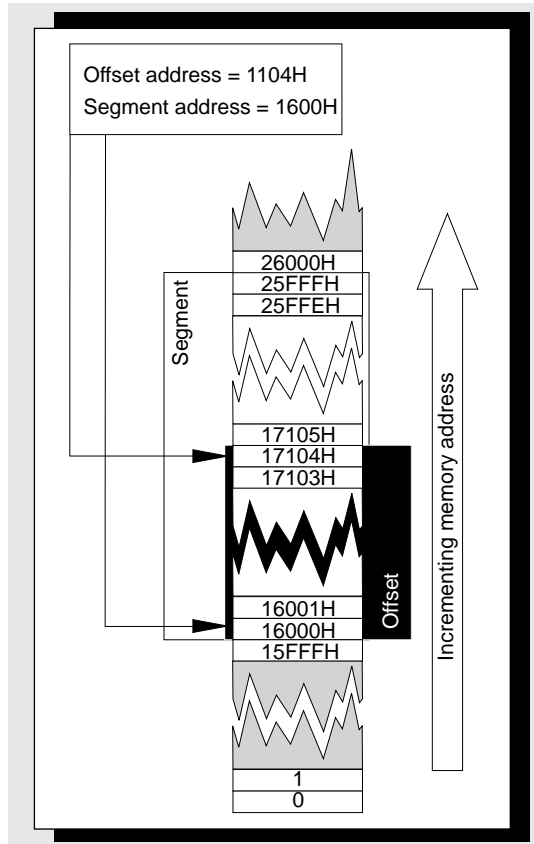 Offset address = 1104H
Segment address = 1600H
Segment
26000H
25FFFH
25FFEH
17105H
17104H
17103H
16001H
16000H
15FFFH
1
0
Offset
Incrementing memory address